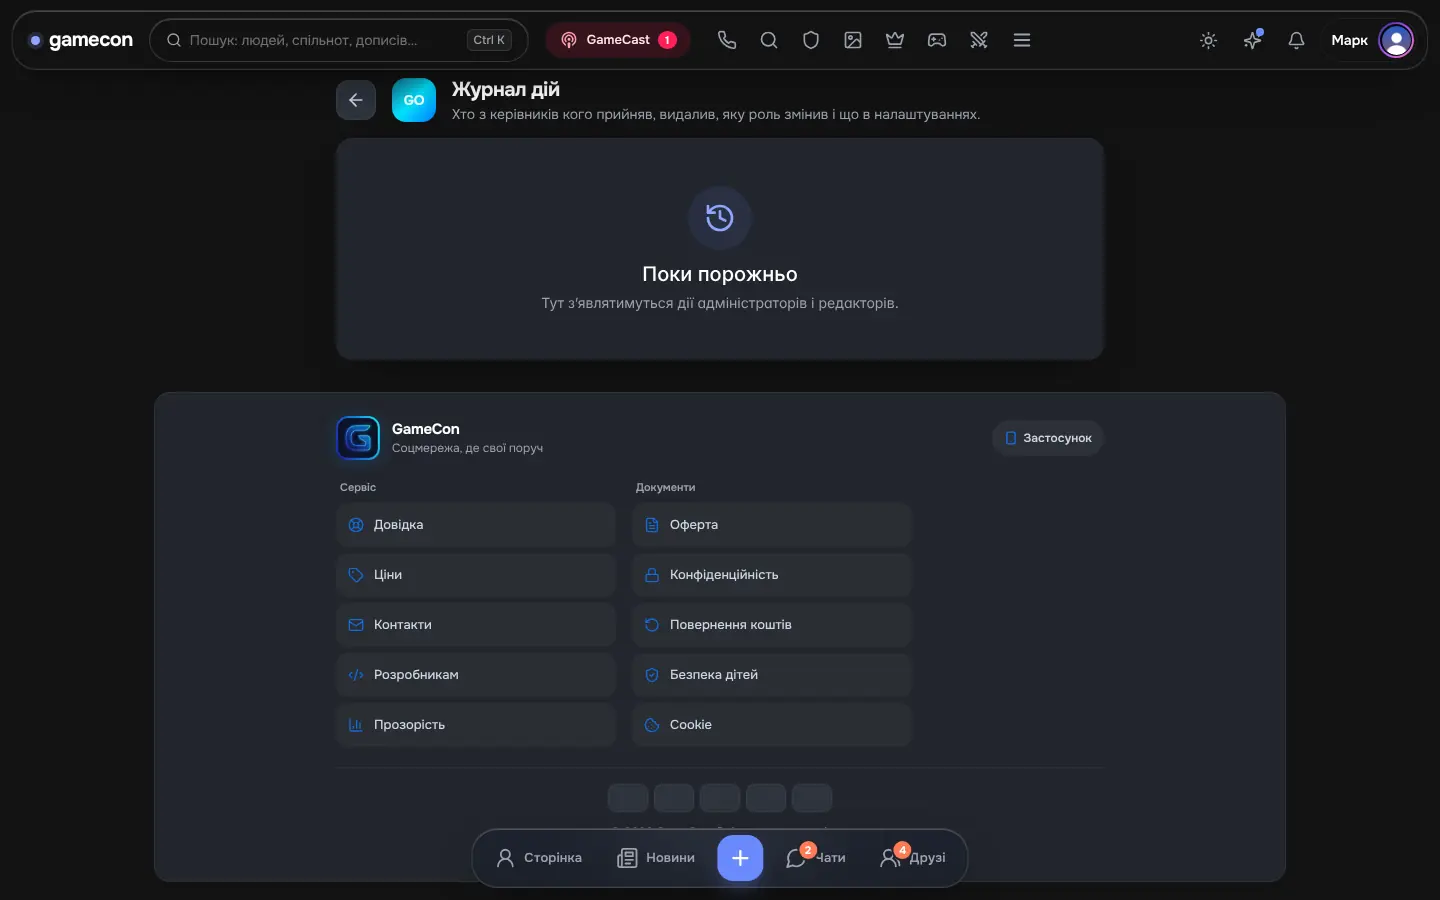 gamecon
Пошук: людей, спільнот, дописів...
Ctrl K
GameCast 1
Марк
GO
Журнал дій
Хто з керівників кого прийняв, видалив, яку роль змінив і що в налаштуваннях.
Поки порожньо
Тут з'являтимуться дії адміністраторів і редакторів.
GameCon
Соцмережа, де свої поруч
Застосунок
Сервіс
Документи
Довідка
Оферта
Ціни
Конфіденційність
Контакти
Повернення коштів
Розробникам
Безпека дітей
Прозорість
Cookie
Сторінка
Новини
2
Чати
4
Друзі